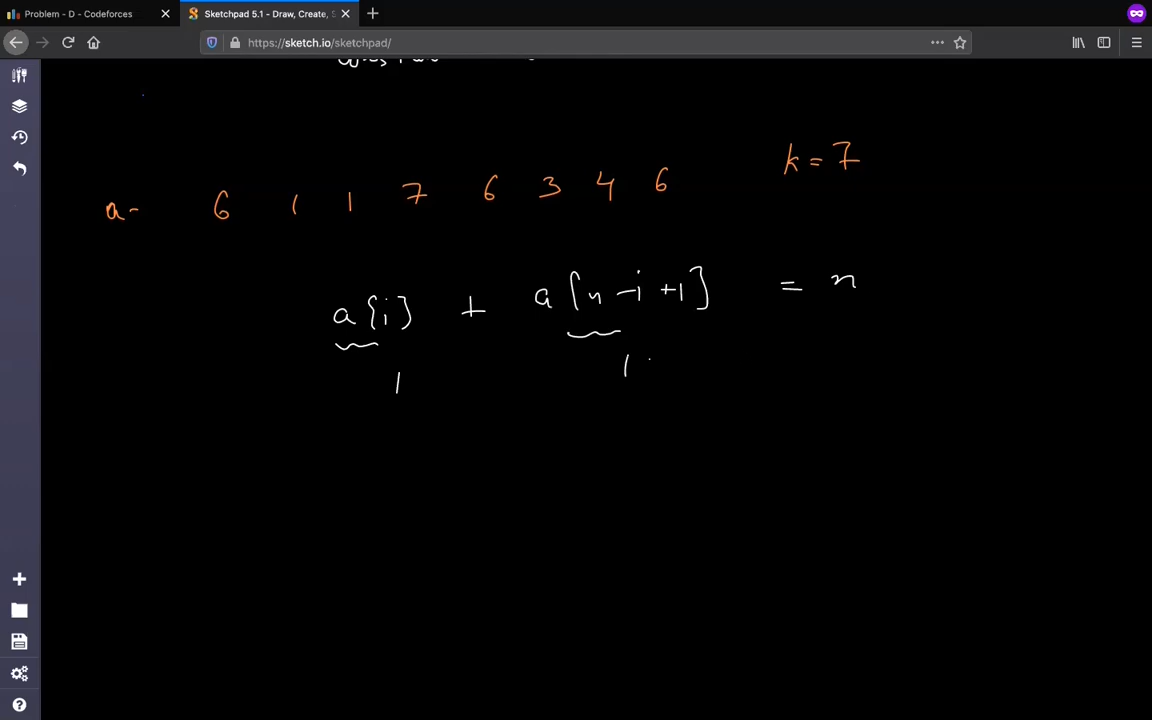 Problem - D - Codeforces
Sketchpad 5.1 - Draw, Create, S
https://sketch.io/sketchpad/
k = 7
a - 6 1 1 7 6 3 4 6
a[i] + a[n-i+1] = n
1 1